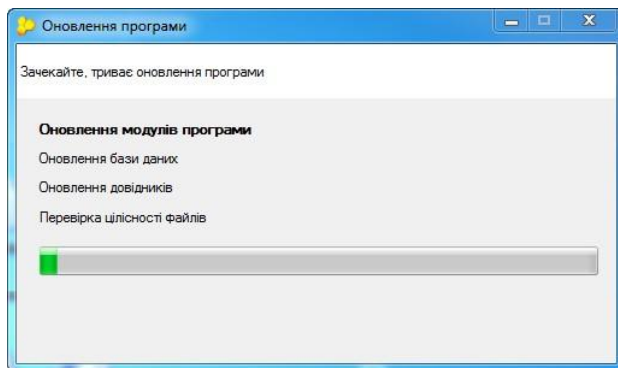 Оновлення програми
Зачекайте, триває оновлення програми
Оновлення модулів програми
Оновлення бази даних
Оновлення довідників
Перевірка цілісності файлів